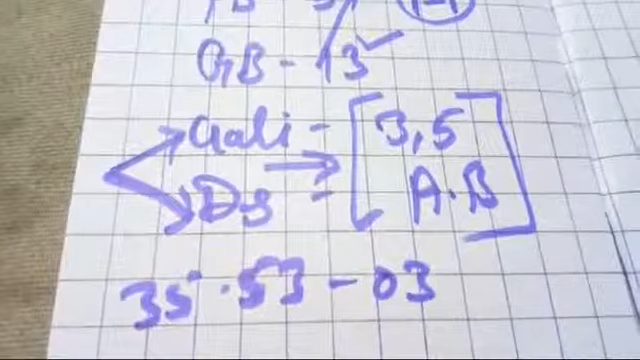 GB - 13
Gali - [3,5
Ds - A.B]
35.53 - 03